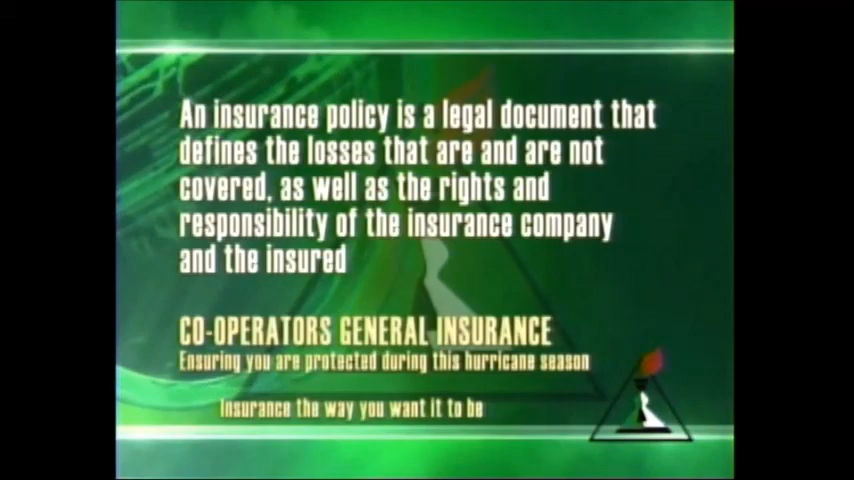 An insurance policy is a legal document that
defines the losses that are and are not
covered, as well as the rights and
responsibility of the insurance company
and the insured
CO-OPERATORS GENERAL INSURANCE
Ensuring you are protected during this hurricane season
Insurance the way you want it to be